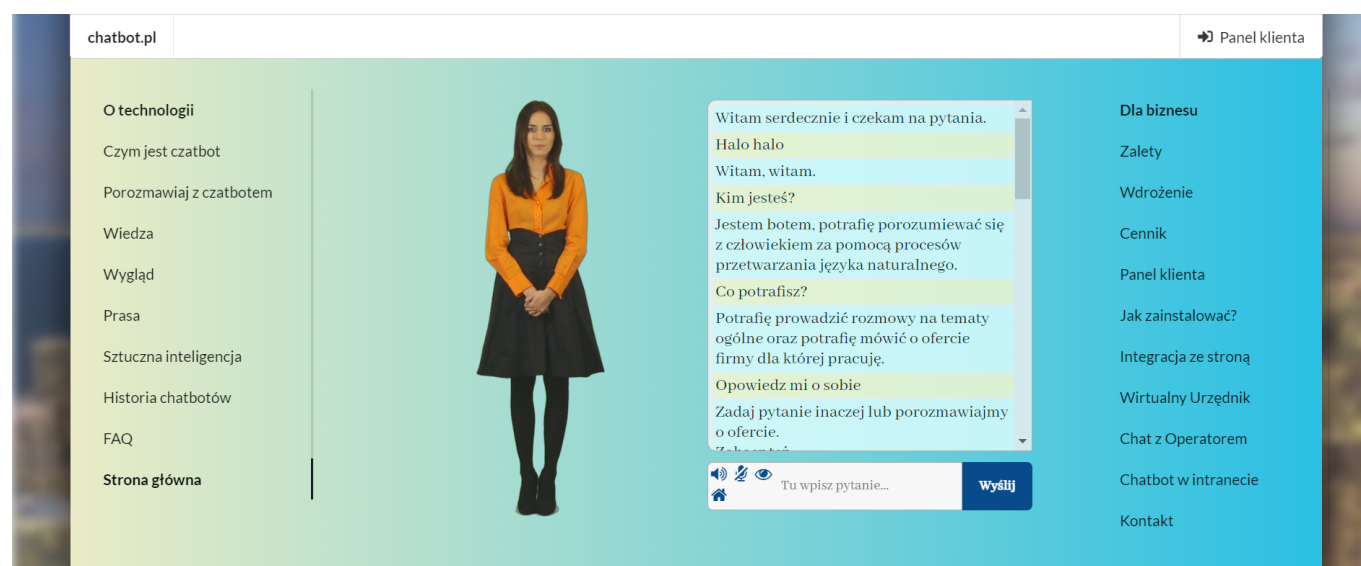 chatbot.pl
Panel klienta
O technologii
Czym jest czatbot
Porozmawiaj z czatbotem
Wiedza
Wygląd
Prasa
Sztuczna inteligencja
Historia chatbotów
FAQ
Strona główna
Witam serdecznie i czekam na pytania.
Halo halo
Witam, witam.
Kim jesteś?
Jestem botem, potrafię porozumiewać się
z człowiekiem za pomocą procesów
przetwarzania języka naturalnego.
Co potrafisz?
Potrafię prowadzić rozmowy na tematy
ogólne oraz potrafię mówić o ofercie
firmy dla której pracuję.
Opowiedz mi o sobie
Zadaj pytanie inaczej lub porozmawiajmy
o ofercie.
Tu wpisz pytanie...
Wyślij
Dla biznesu
Zalety
Wdrożenie
Cennik
Panel klienta
Jak zainstalować?
Integracja ze stroną
Wirtualny Urzędnik
Chat z Operatorem
Chatbot w intranecie
Kontakt